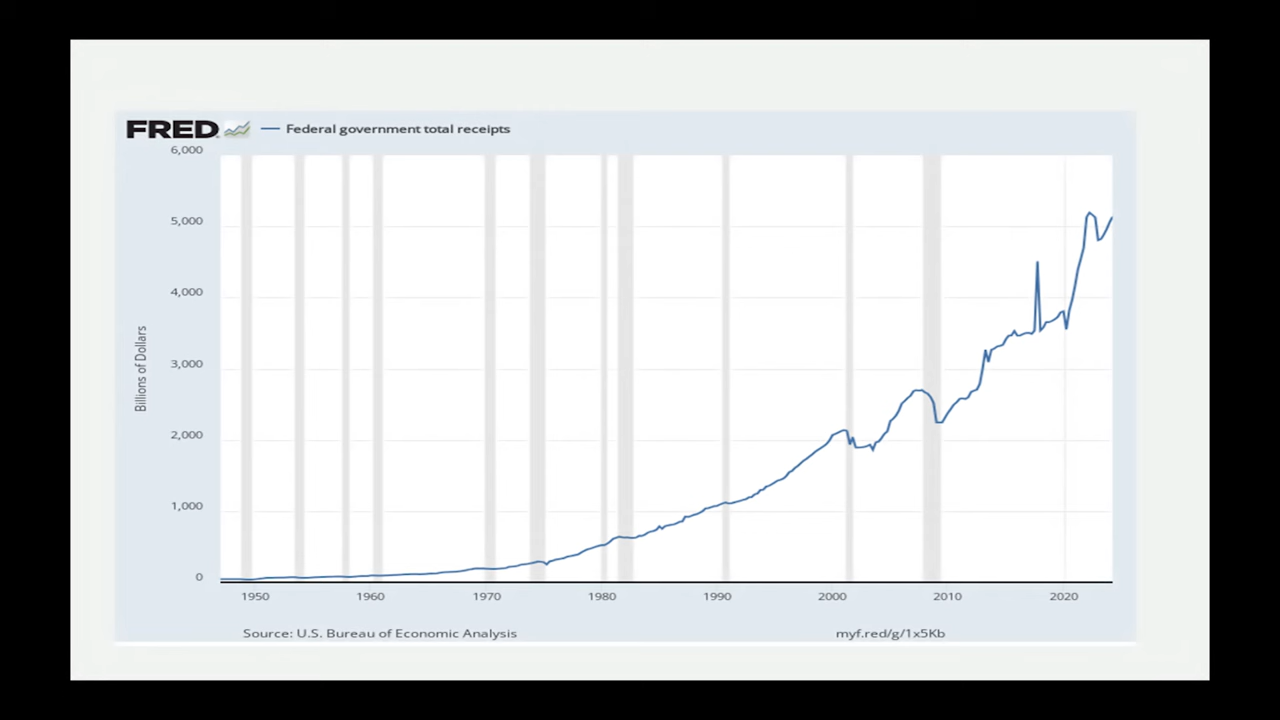 FRED — Federal government total receipts
6,000
5,000
4,000
3,000
2,000
1,000
0
Billions of Dollars
1950 1960 1970 1980 1990 2000 2010 2020
Source: U.S. Bureau of Economic Analysis
myf.red/g/1x5Kb